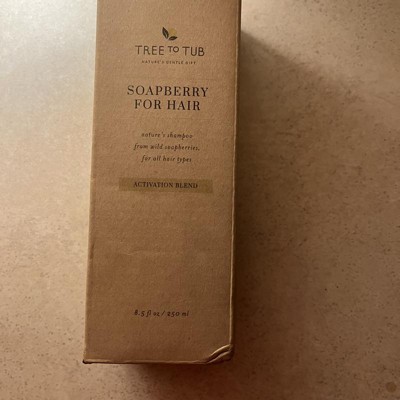 TREE TO TUB
NATURE'S GENTLE GIFT
SOAPBERRY
FOR HAIR
nature's shampoo
from wild soapberries,
for all hair types
ACTIVATION BLEND
8.5 fl oz / 250 ml